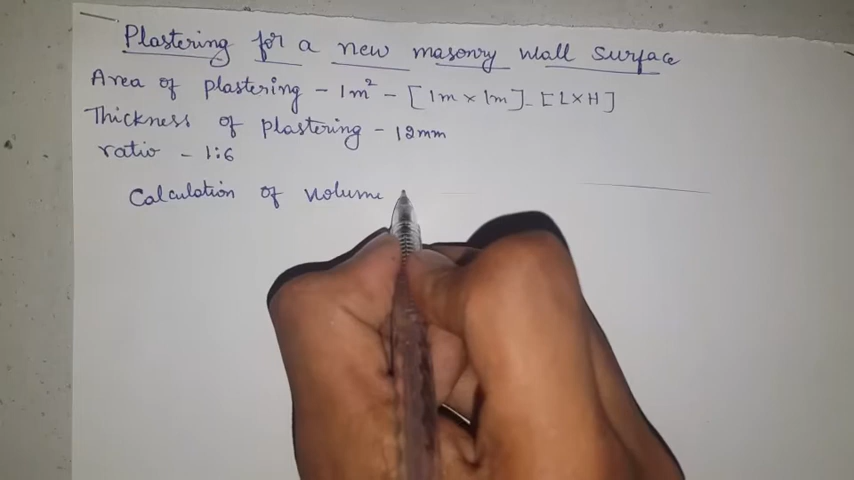 Plastering for a new masonry wall surface
Area of plastering - 1m² - [1m × 1m] - [L×H]
Thickness of plastering - 12mm
ratio - 1:6
Calculation of volume